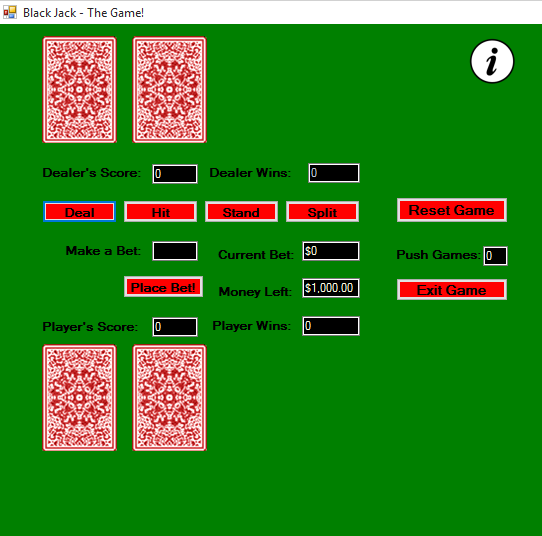 Black Jack - The Game!
i
Dealer's Score: 0 Dealer Wins: 0
Deal Hit Stand Split Reset Game
Make a Bet: Current Bet: $0 Push Games: 0
Place Bet! Money Left: $1,000.00 Exit Game
Player's Score: 0 Player Wins: 0